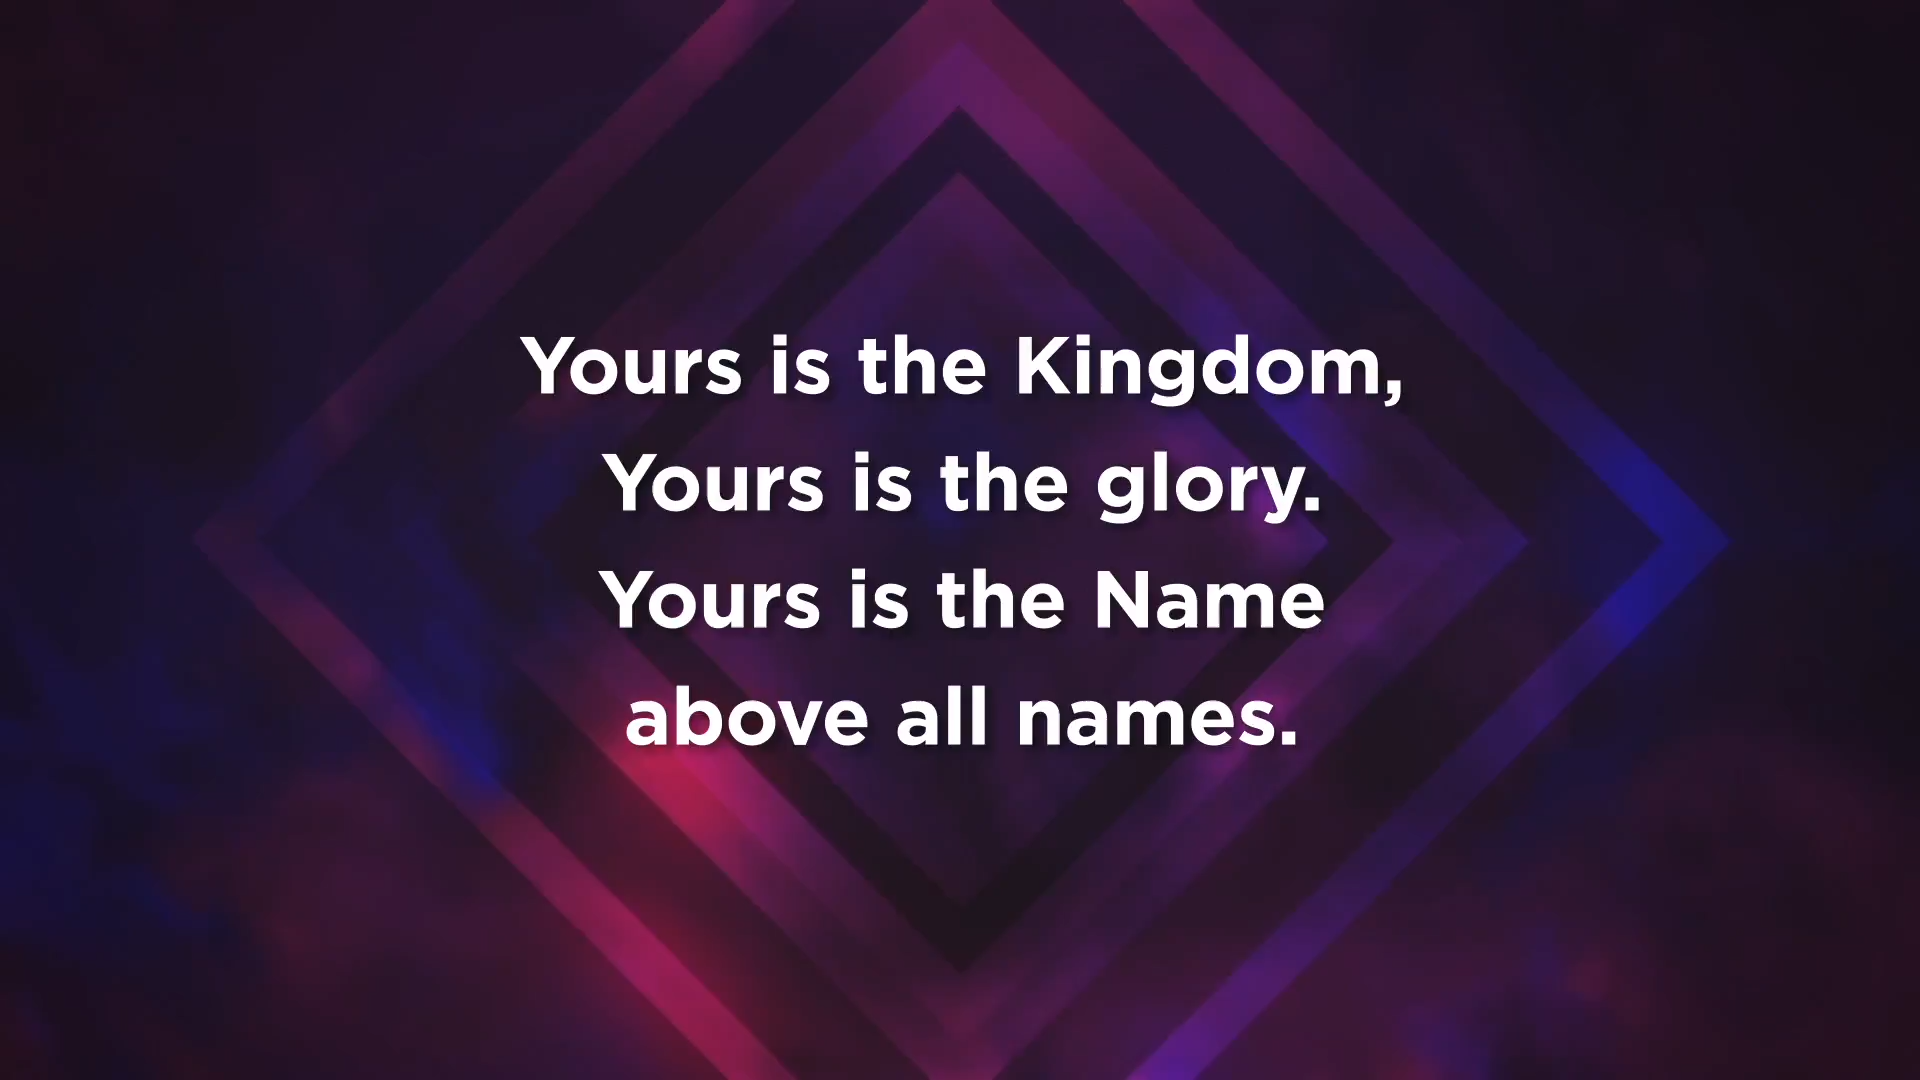 Yours is the Kingdom,
Yours is the glory.
Yours is the Name
above all names.